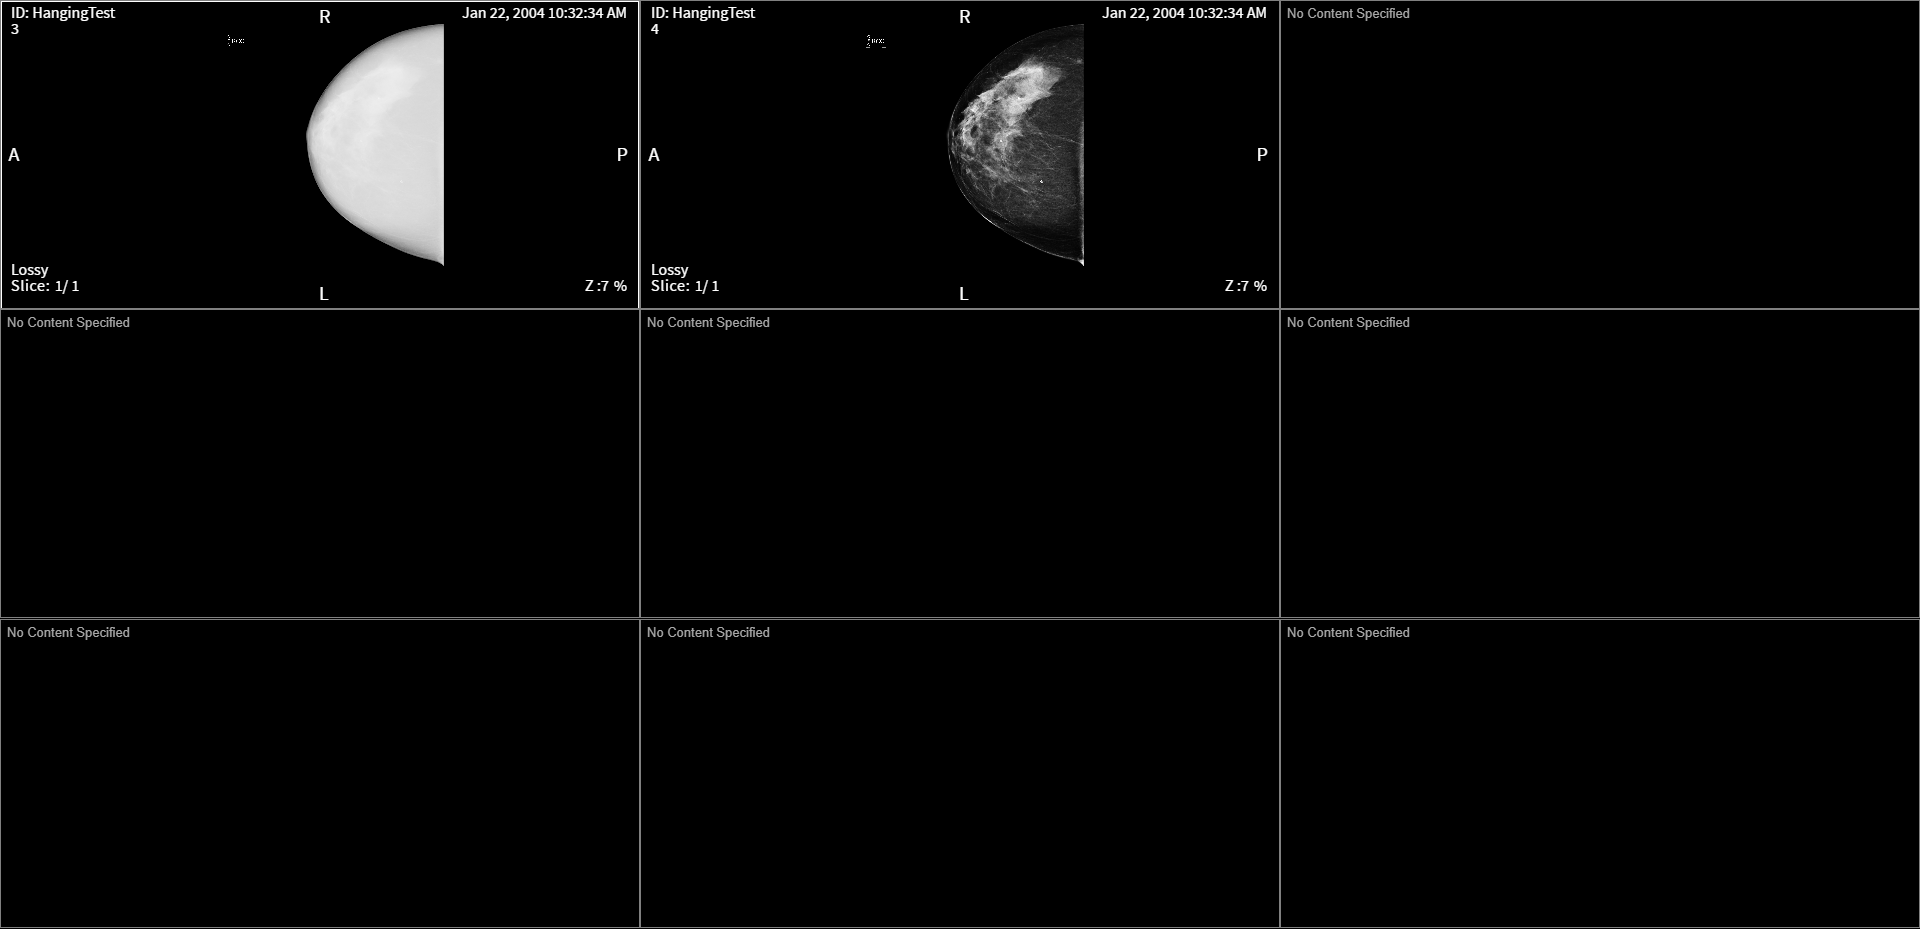 ID: HangingTest
3
R
Jan 22, 2004 10:32:34 AM
A
P
Lossy
Slice: 1/ 1
L
Z :7 %
ID: HangingTest
4
R
Jan 22, 2004 10:32:34 AM
A
P
Lossy
Slice: 1/ 1
L
Z :7 %
No Content Specified
No Content Specified
No Content Specified
No Content Specified
No Content Specified
No Content Specified
No Content Specified